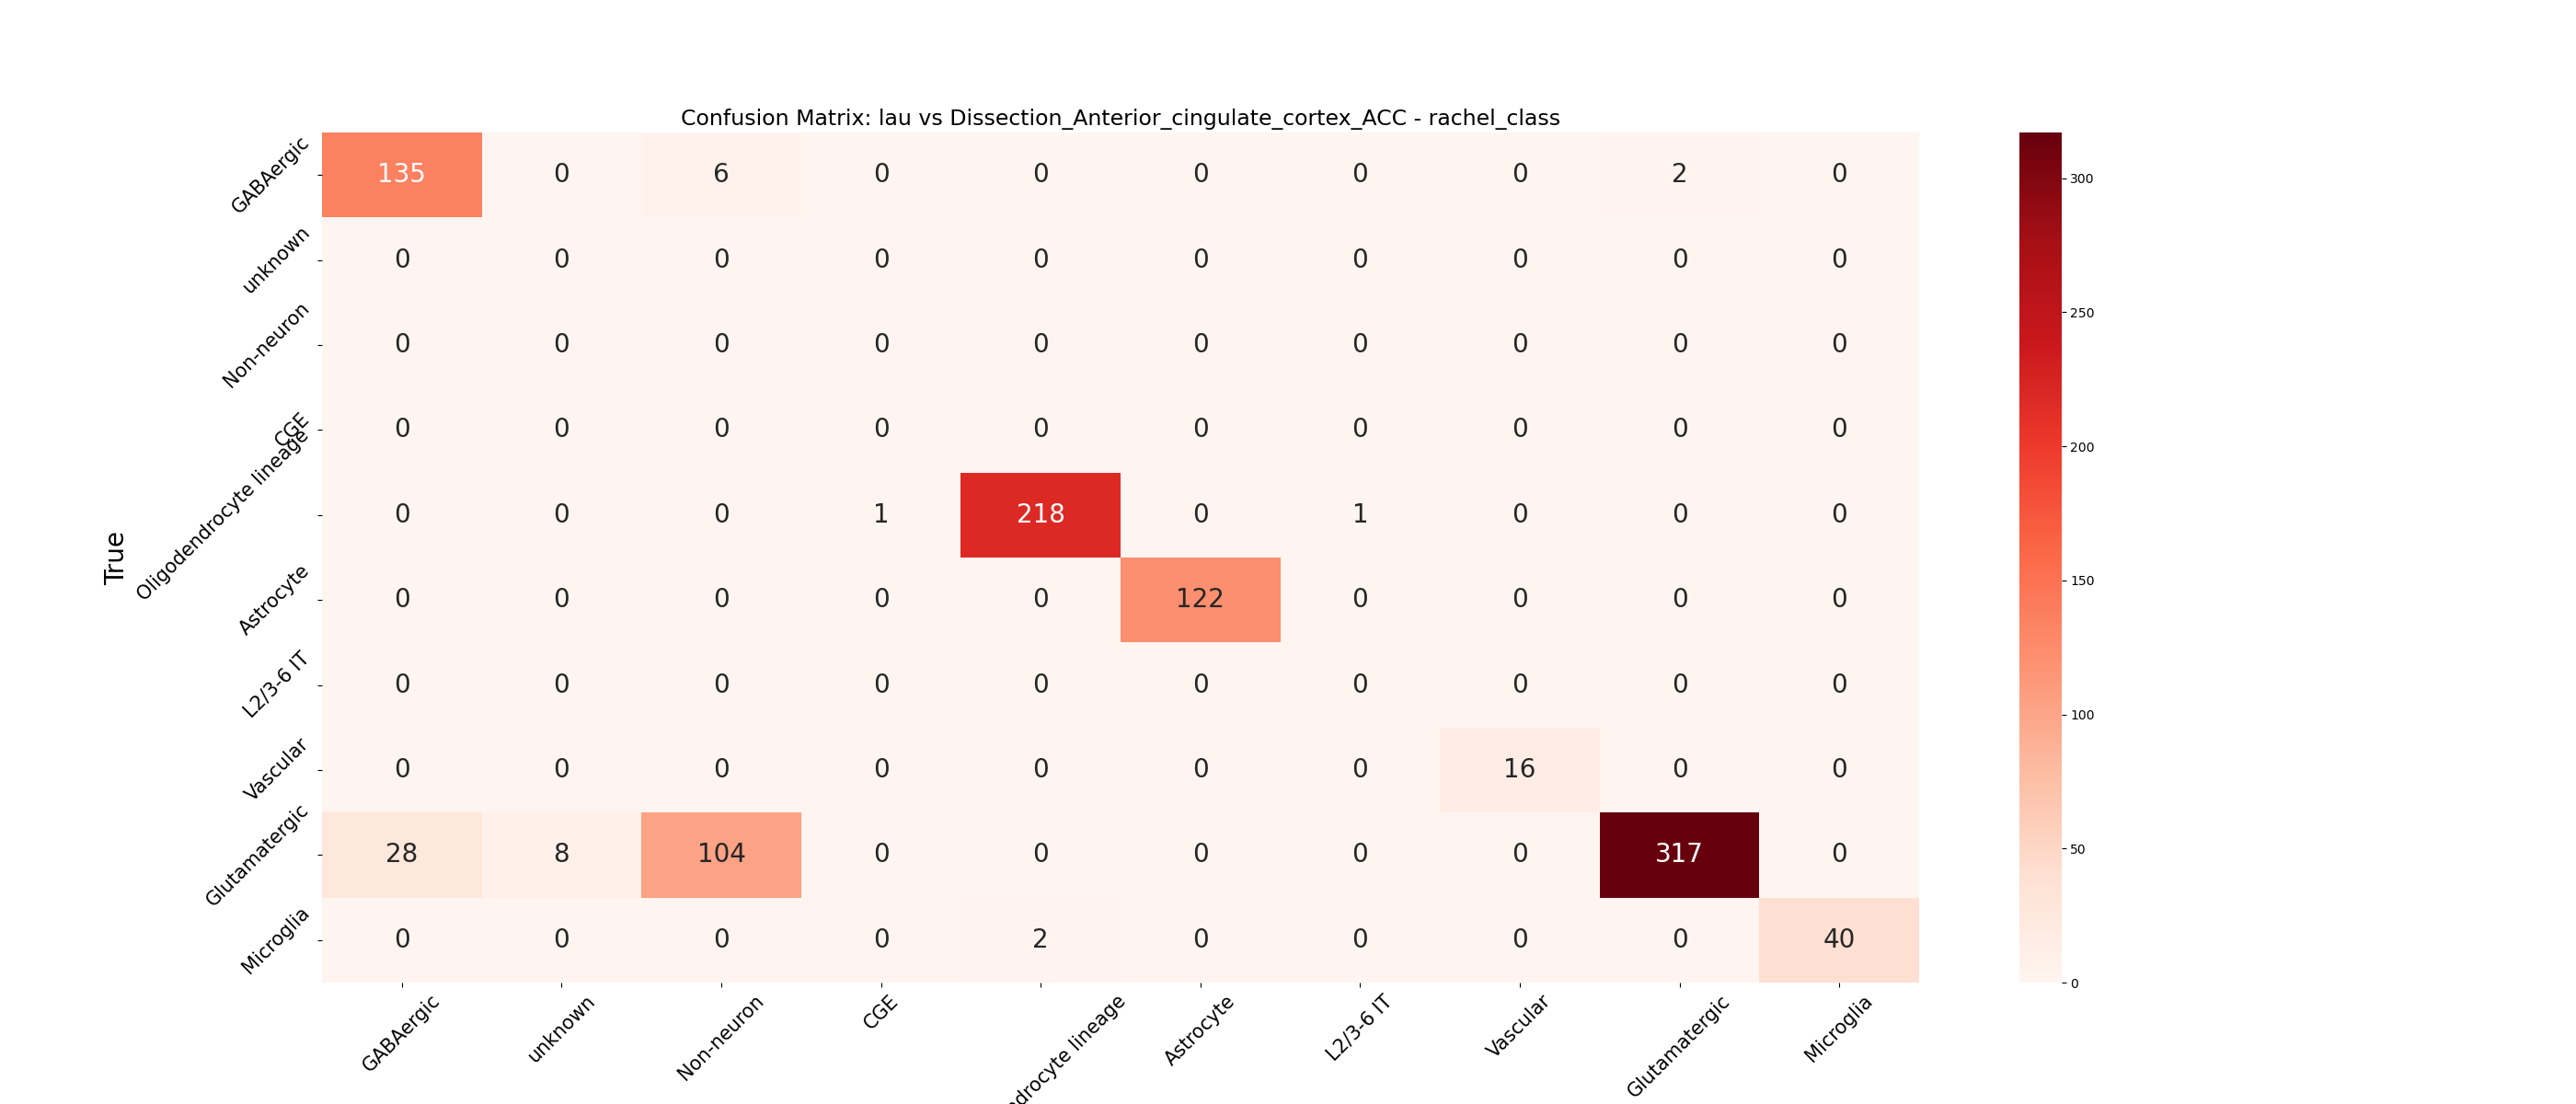 Confusion Matrix: lau vs Dissection_Anterior_cingulate_cortex_ACC - rachel_class
True
GABAergic 135 0 6 0 0 0 0 0 2 0
unknown 0 0 0 0 0 0 0 0 0 0
Non-neuron 0 0 0 0 0 0 0 0 0 0
CGE 0 0 0 0 0 0 0 0 0 0
Oligodendrocyte lineage 0 0 0 1 218 0 1 0 0 0
Astrocyte 0 0 0 0 0 122 0 0 0 0
L2/3-6 IT 0 0 0 0 0 0 0 0 0 0
Vascular 0 0 0 0 0 0 0 16 0 0
Glutamatergic 28 8 104 0 0 0 0 0 317 0
Microglia 0 0 0 0 2 0 0 0 0 40
GABAergic unknown Non-neuron CGE drocyte lineage Astrocyte L2/3-6 IT Vascular Glutamatergic Microglia
300
250
200
150
100
50
0